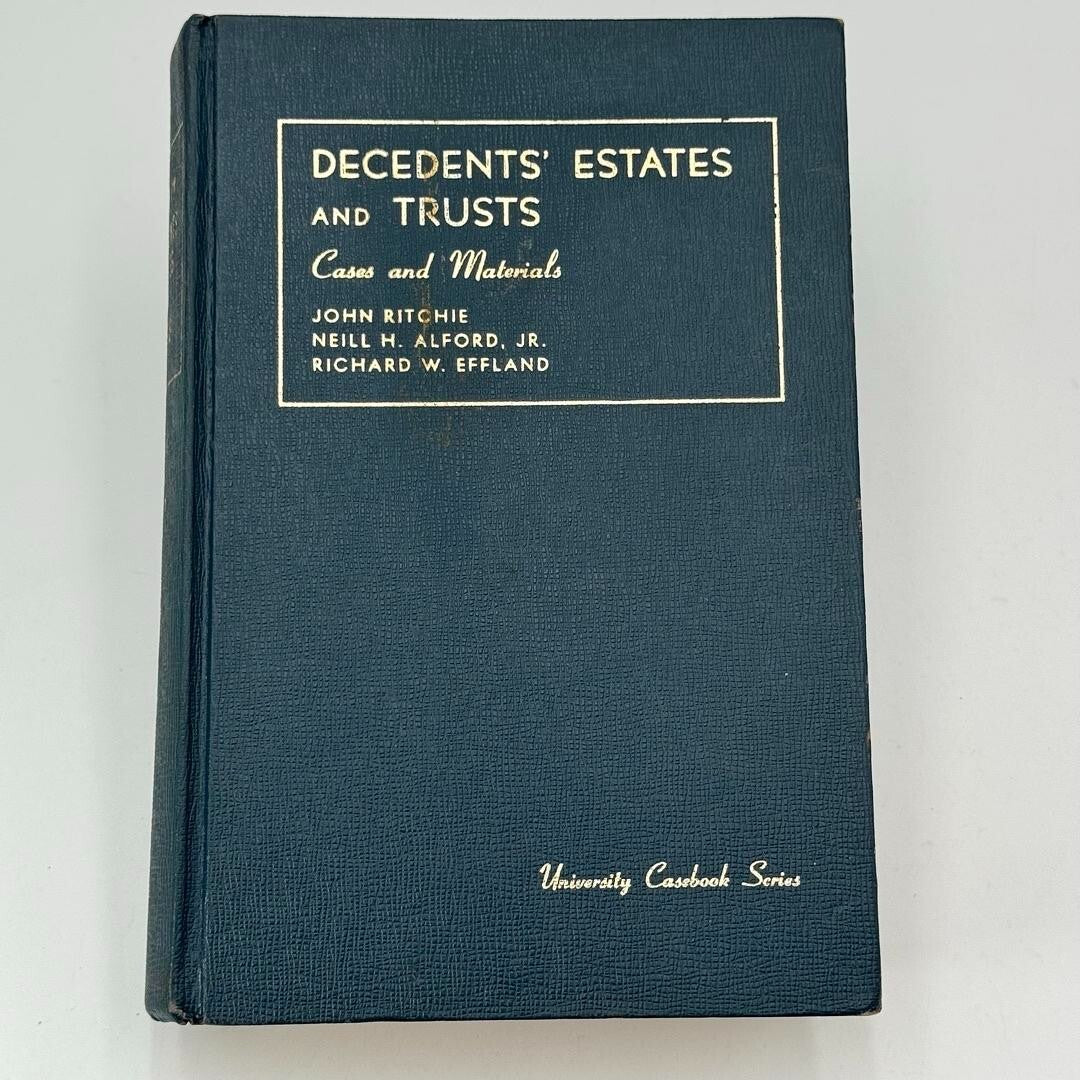 DECEDENTS' ESTATES
AND TRUSTS
Cases and Materials
JOHN RITCHIE
NEILL H. ALFORD, JR.
RICHARD W. EFFLAND
University Casebook Series